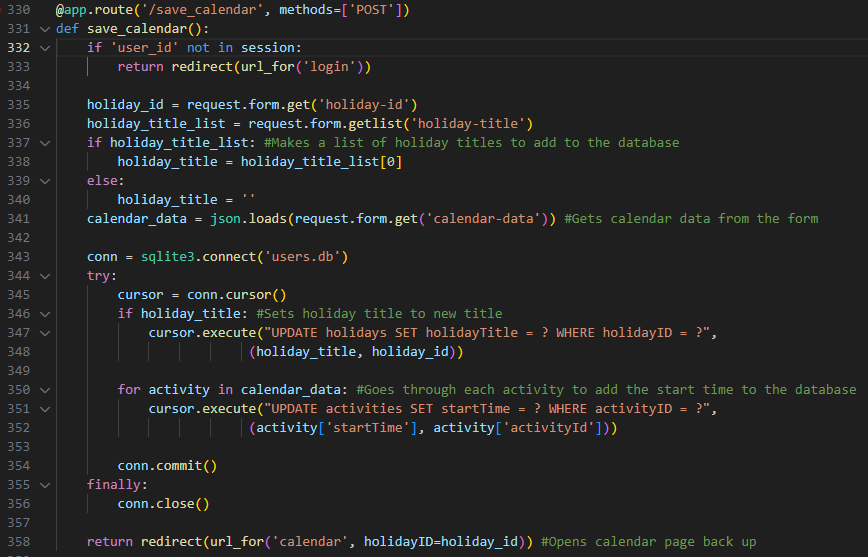 330 @app.route('/save_calendar', methods=['POST'])
331 def save_calendar():
332     if 'user_id' not in session:
333         return redirect(url_for('login'))
334
335     holiday_id = request.form.get('holiday-id')
336     holiday_title_list = request.form.getlist('holiday-title')
337     if holiday_title_list: #Makes a list of holiday titles to add to the database
338         holiday_title = holiday_title_list[0]
339     else:
340         holiday_title = ''
341     calendar_data = json.loads(request.form.get('calendar-data')) #Gets calendar data from the form
342
343     conn = sqlite3.connect('users.db')
344     try:
345         cursor = conn.cursor()
346         if holiday_title: #Sets holiday title to new title
347             cursor.execute("UPDATE holidays SET holidayTitle = ? WHERE holidayID = ?",
348                          (holiday_title, holiday_id))
349
350         for activity in calendar_data: #Goes through each activity to add the start time to the database
351             cursor.execute("UPDATE activities SET startTime = ? WHERE activityID = ?",
352                          (activity['startTime'], activity['activityId']))
353
354         conn.commit()
355     finally:
356         conn.close()
357
358     return redirect(url_for('calendar', holidayID=holiday_id)) #Opens calendar page back up